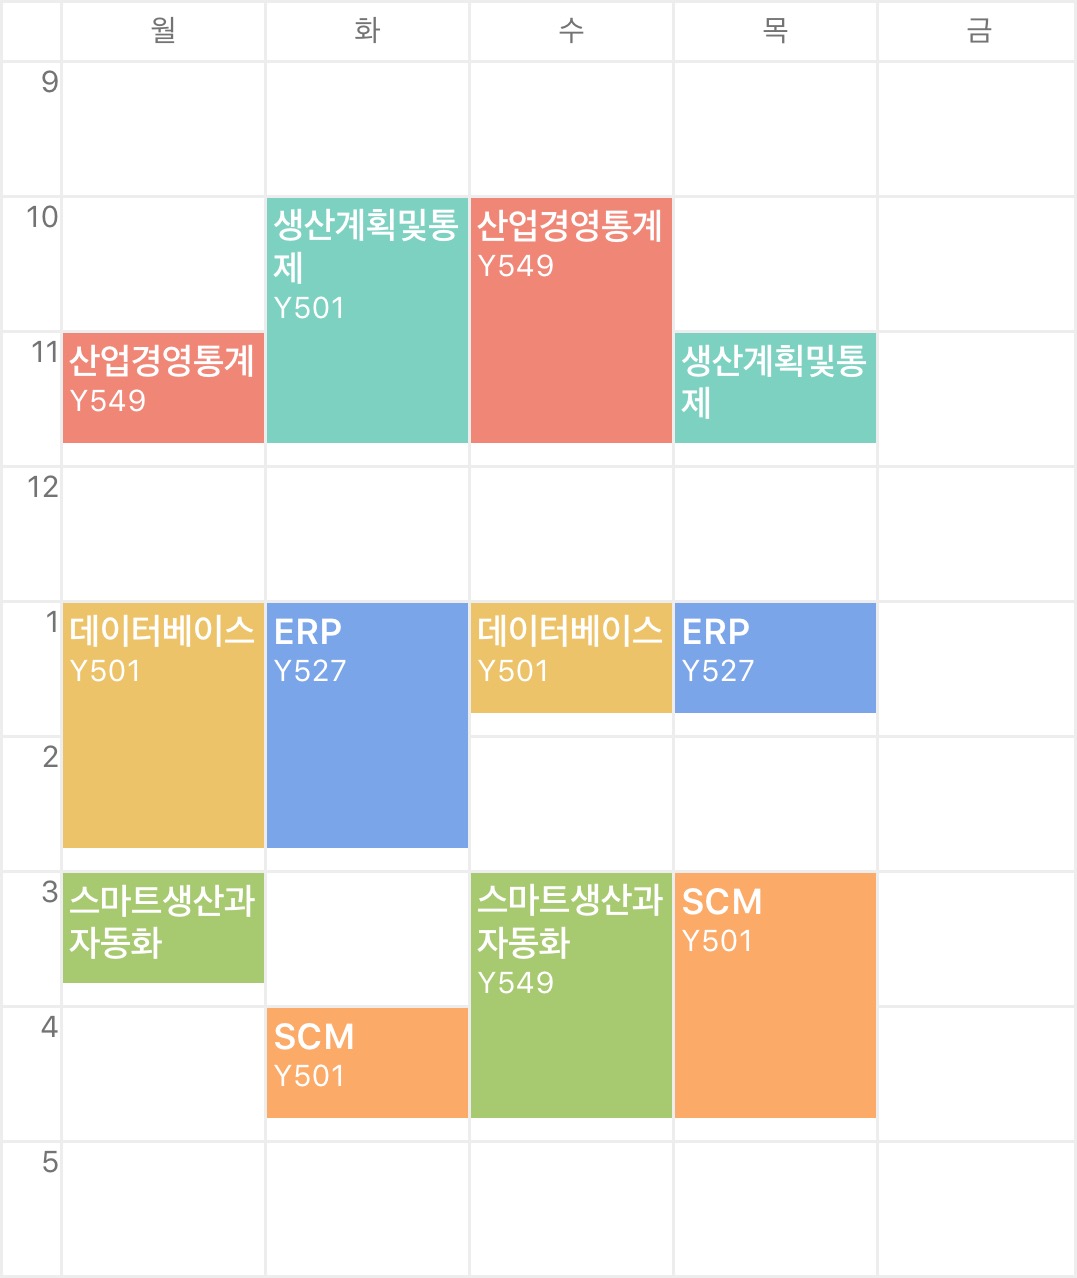 월 화 수 목 금
9
10
생산계획및통
제
Y501
산업경영통계
Y549
11
산업경영통계
Y549
생산계획및통
제
12
1
데이터베이스
Y501
ERP
Y527
데이터베이스
Y501
ERP
Y527
2
3
스마트생산과
자동화
스마트생산과
자동화
Y549
SCM
Y501
4
SCM
Y501
5